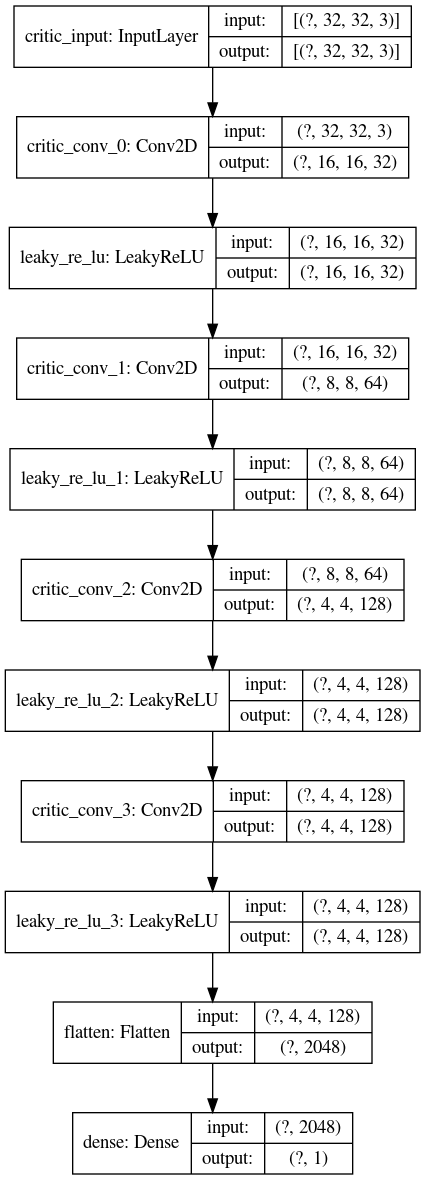 critic_input: InputLayer
input: [(?, 32, 32, 3)]
output: [(?, 32, 32, 3)]
critic_conv_0: Conv2D
input: (?, 32, 32, 3)
output: (?, 16, 16, 32)
leaky_re_lu: LeakyReLU
input: (?, 16, 16, 32)
output: (?, 16, 16, 32)
critic_conv_1: Conv2D
input: (?, 16, 16, 32)
output: (?, 8, 8, 64)
leaky_re_lu_1: LeakyReLU
input: (?, 8, 8, 64)
output: (?, 8, 8, 64)
critic_conv_2: Conv2D
input: (?, 8, 8, 64)
output: (?, 4, 4, 128)
leaky_re_lu_2: LeakyReLU
input: (?, 4, 4, 128)
output: (?, 4, 4, 128)
critic_conv_3: Conv2D
input: (?, 4, 4, 128)
output: (?, 4, 4, 128)
leaky_re_lu_3: LeakyReLU
input: (?, 4, 4, 128)
output: (?, 4, 4, 128)
flatten: Flatten
input: (?, 4, 4, 128)
output: (?, 2048)
dense: Dense
input: (?, 2048)
output: (?, 1)